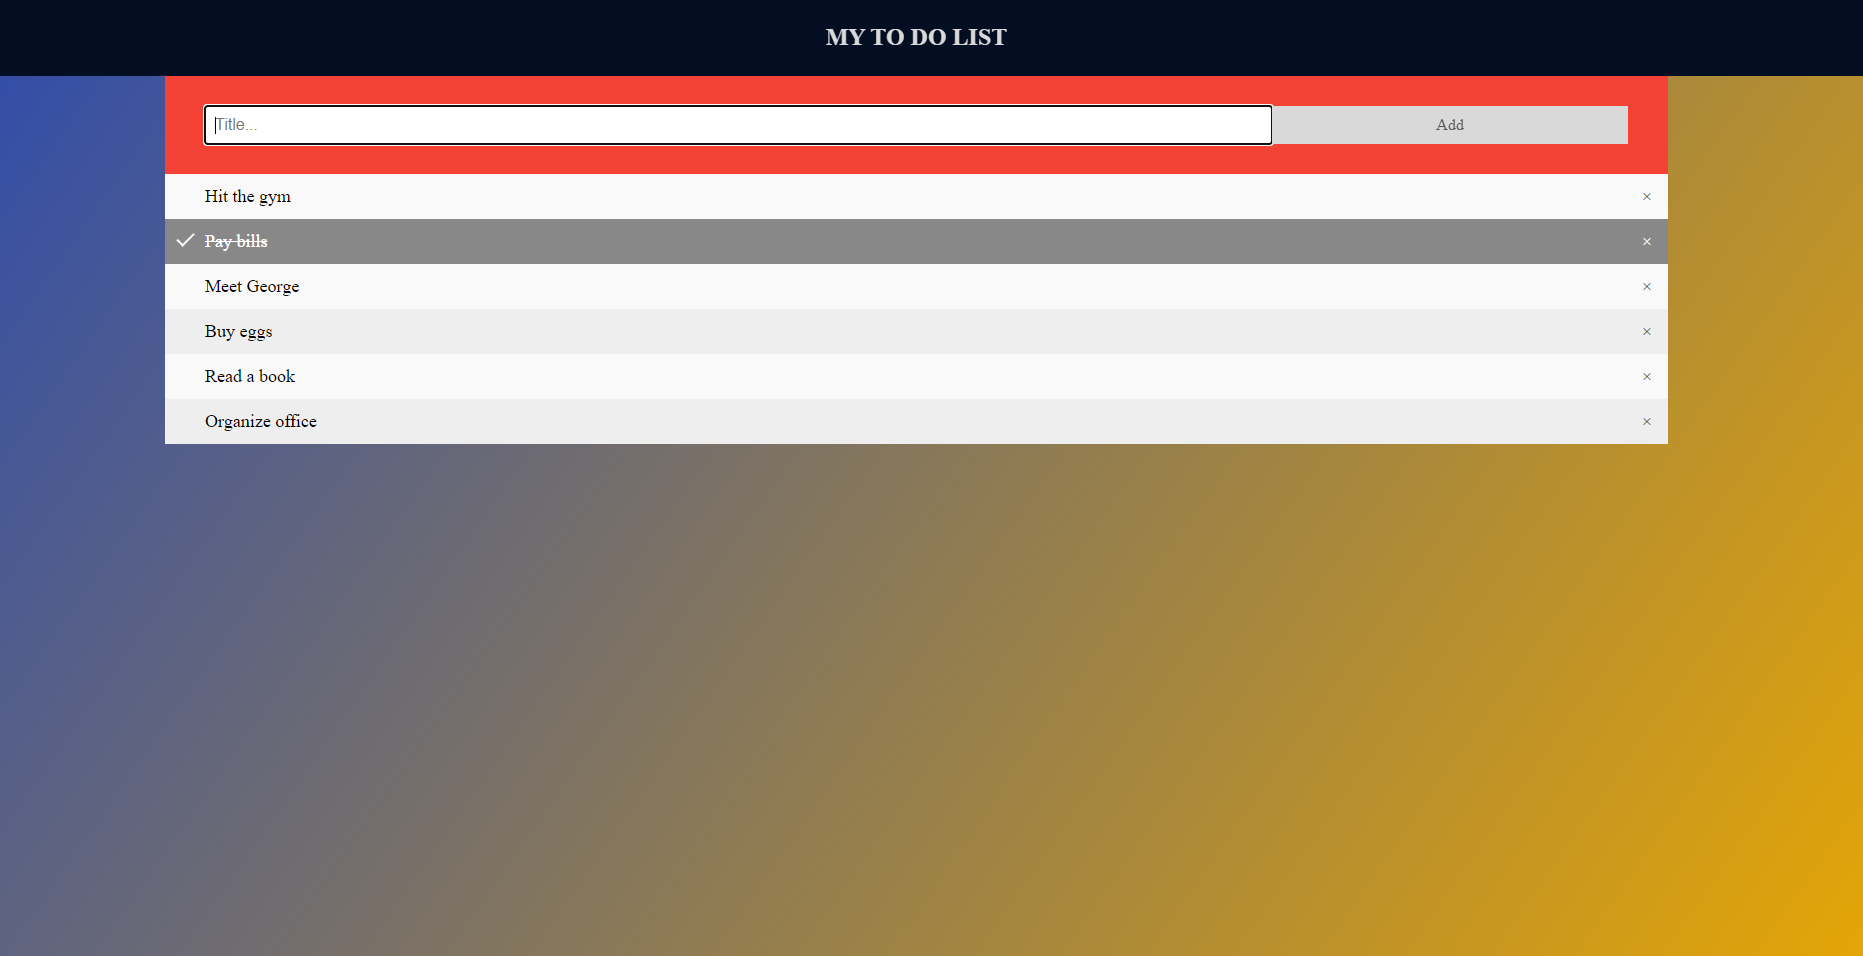 MY TO DO LIST
Title...
Add
Hit the gym ×
Pay bills ×
Meet George ×
Buy eggs ×
Read a book ×
Organize office ×